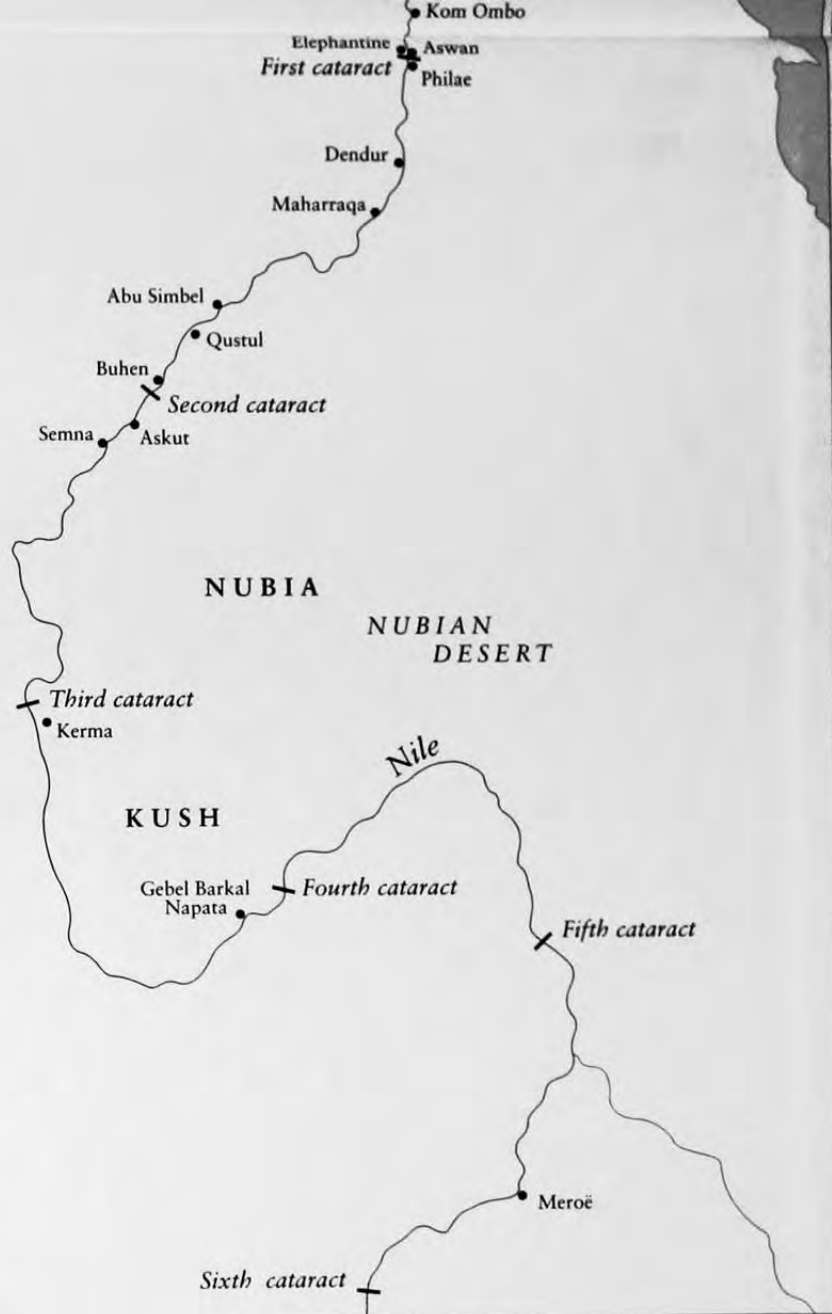 Kom Ombo
Elephantine
Aswan
First cataract
Philae
Dendur
Maharraqa
Abu Simbel
Qustul
Buhen
Second cataract
Semna
Askut
NUBIA
NUBIAN
DESERT
Third cataract
Kerma
Nile
KUSH
Gebel Barkal
Napata
Fourth cataract
Fifth cataract
Meroë
Sixth cataract